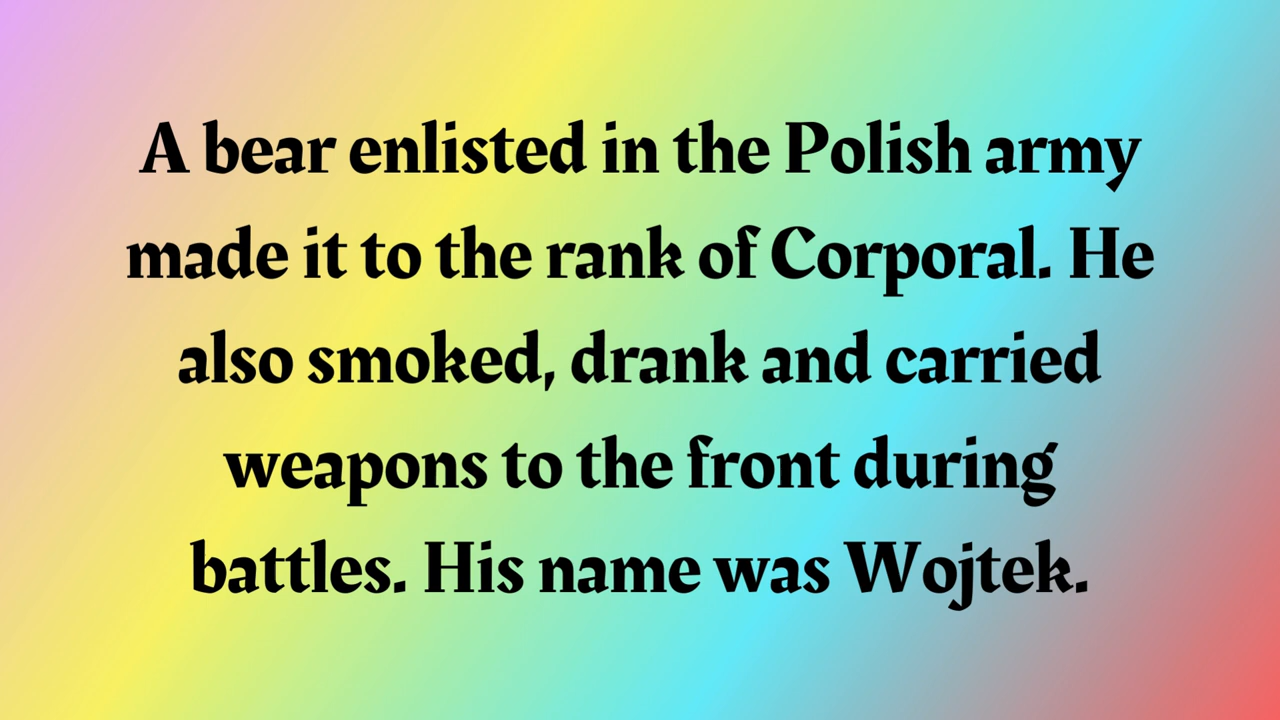 A bear enlisted in the Polish army
made it to the rank of Corporal. He
also smoked, drank and carried
weapons to the front during
battles. His name was Wojtek.